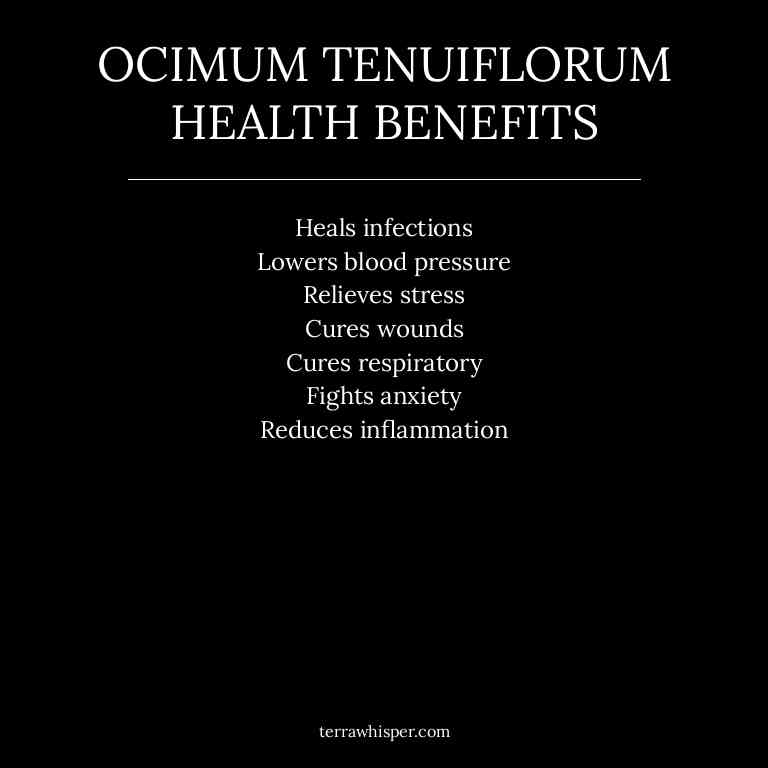 OCIMUM TENUIFLORUM
HEALTH BENEFITS
Heals infections
Lowers blood pressure
Relieves stress
Cures wounds
Cures respiratory
Fights anxiety
Reduces inflammation
terrawhisper.com